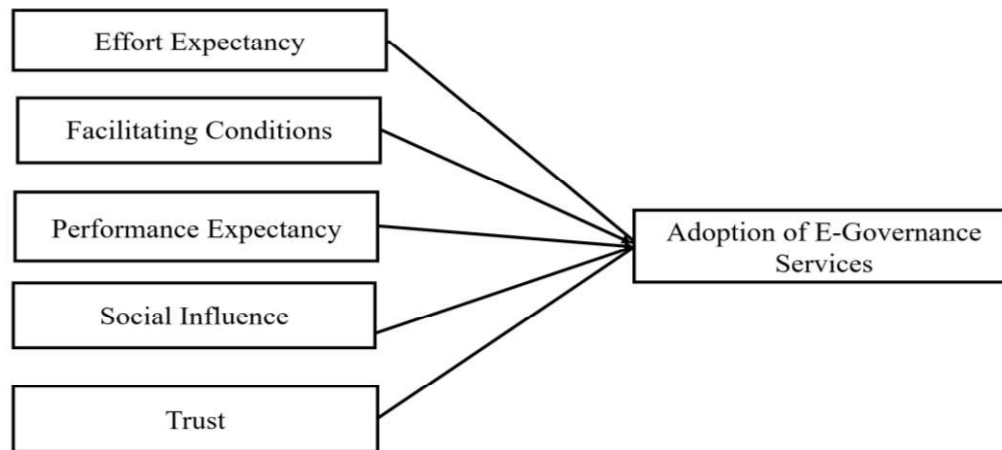 Effort Expectancy
Facilitating Conditions
Performance Expectancy
Social Influence
Trust
Adoption of E-Governance
Services